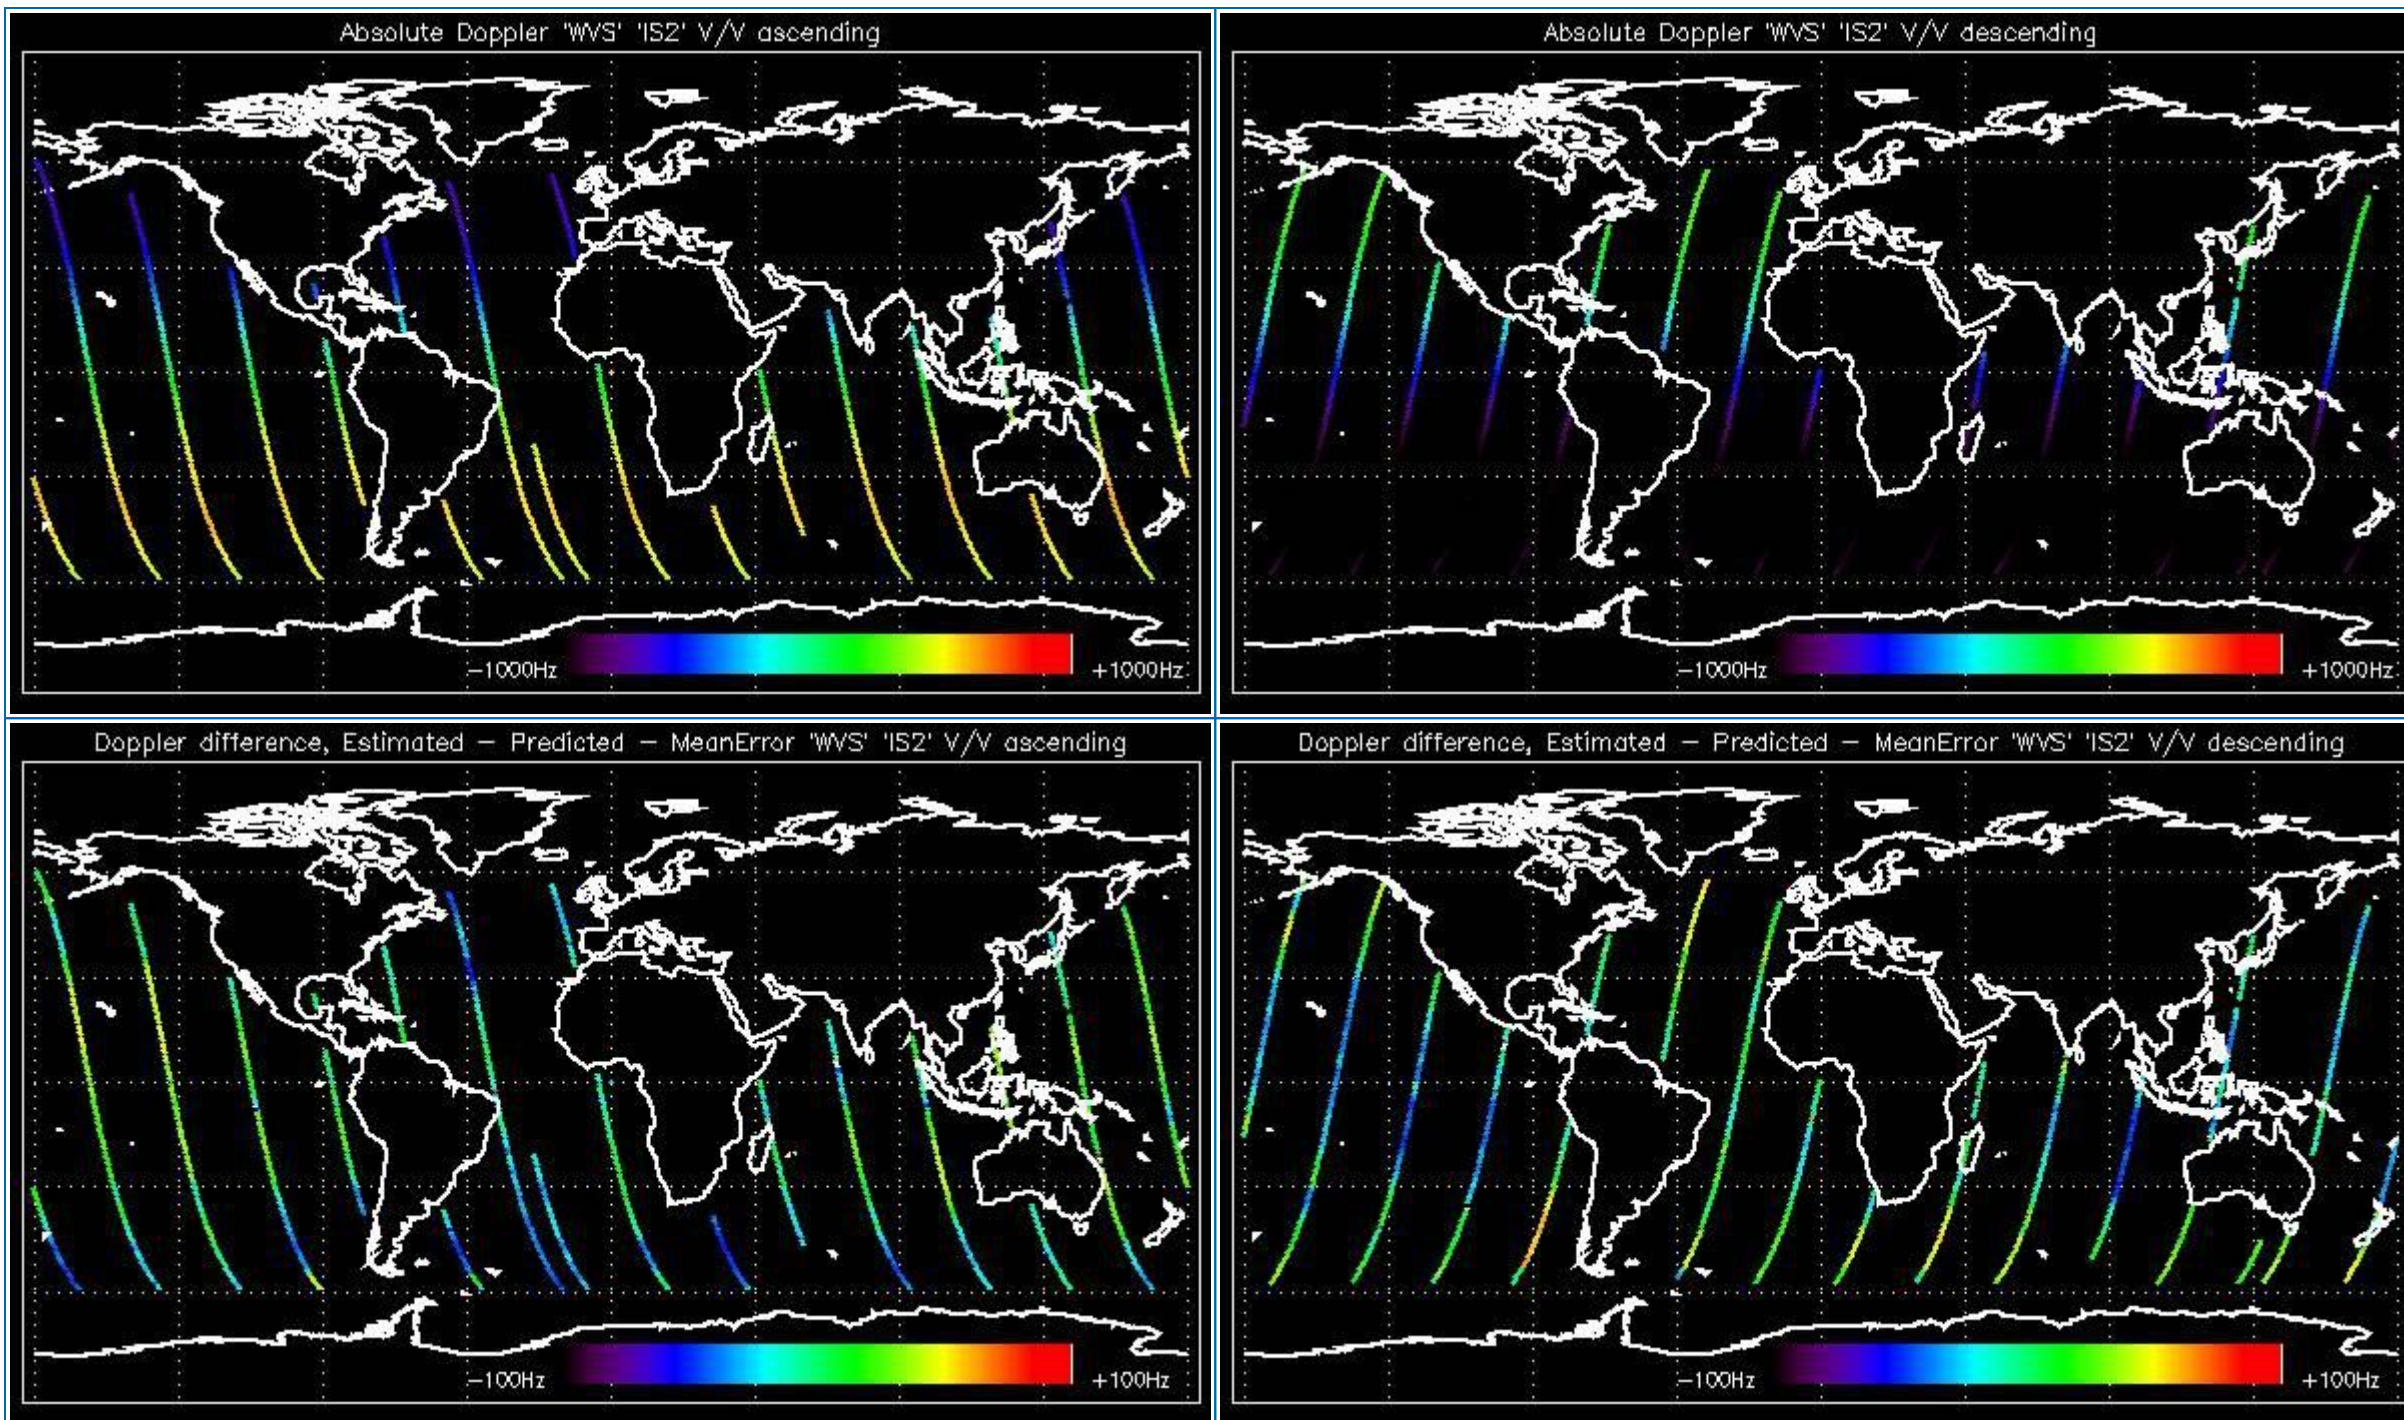 Absolute Doppler 'WVS' 'IS2' V/V ascending
-1000Hz +1000Hz
Absolute Doppler 'WVS' 'IS2' V/V descending
-1000Hz +1000Hz
Doppler difference, Estimated - Predicted - MeanError 'WVS' 'IS2' V/V ascending
-100Hz +100Hz
Doppler difference, Estimated - Predicted - MeanError 'WVS' 'IS2' V/V descending
-100Hz +100Hz